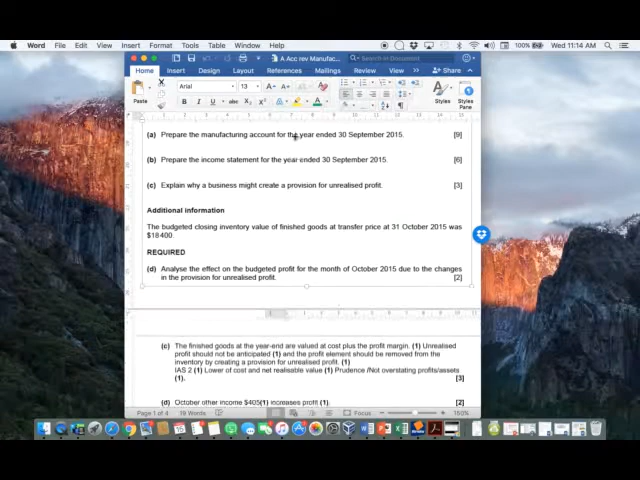 Word File Edit View Insert Format Tools Table Window Help
100% Wed 11:14 AM
A Acc rev Manufac...
Search in Document
Home Insert Design Layout References Mailings Review View Share
Paste
Arial 13
Styles Styles Pane
(a) Prepare the manufacturing account for the year ended 30 September 2015. [9]
(b) Prepare the income statement for the year ended 30 September 2015. [6]
(c) Explain why a business might create a provision for unrealised profit. [3]
Additional information
The budgeted closing inventory value of finished goods at transfer price at 31 October 2015 was
$18 400.
REQUIRED
(d) Analyse the effect on the budgeted profit for the month of October 2015 due to the changes
in the provision for unrealised profit. [2]
(c) The finished goods at the year-end are valued at cost plus the profit margin. (1) Unrealised
profit should not be anticipated (1) and the profit element should be removed from the
inventory by creating a provision for unrealised profit. (1)
IAS 2 (1) Lower of cost and net realisable value (1) Prudence /Not overstating profits/assets
(1). [3]
(d) October other income $405(1) increases profit (1). [2]
Page 1 of 4 19 Words Focus 150%